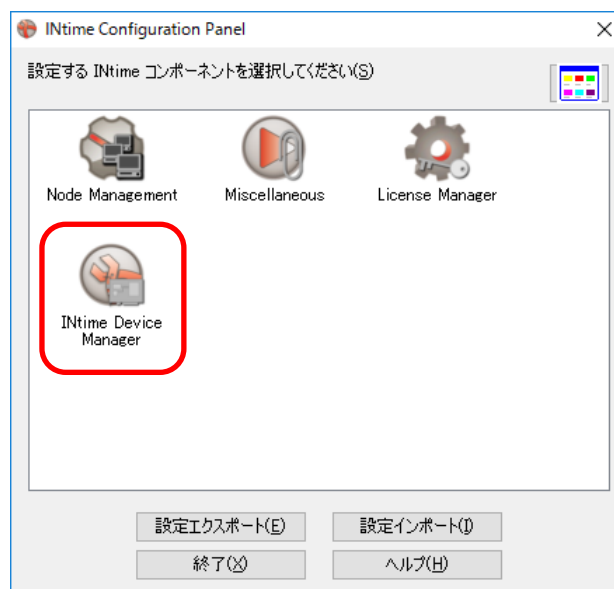 INtime Configuration Panel
設定する INtime コンポーネントを選択してください(S)
Node Management
Miscellaneous
License Manager
INtime Device
Manager
設定エクスポート(E)
設定インポート(I)
終了(X)
ヘルプ(H)